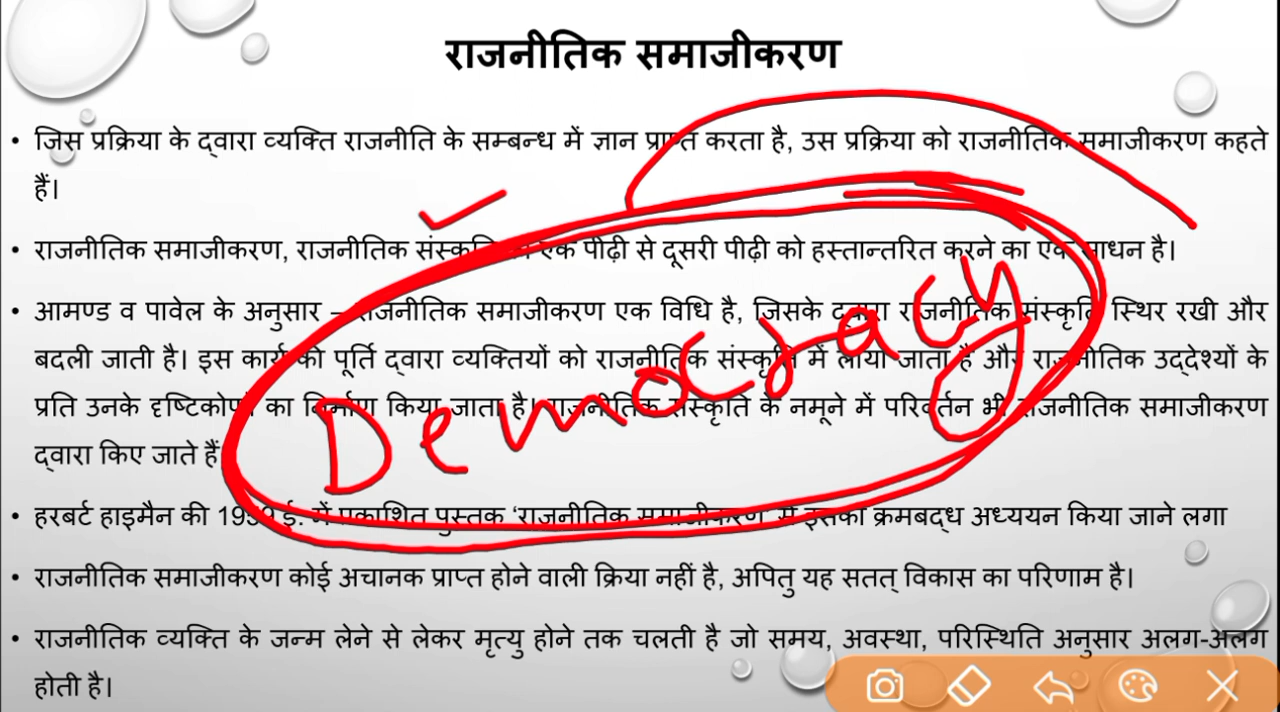 राजनीतिक समाजीकरण
• जिस प्रक्रिया के द्वारा व्यक्ति राजनीति के सम्बन्ध में ज्ञान प्राप्त करता है, उस प्रक्रिया को राजनीतिक समाजीकरण कहते
हैं।
• राजनीतिक समाजीकरण, राजनीतिक संस्कृति को एक पीढ़ी से दूसरी पीढ़ी को हस्तान्तरित करने का एक साधन है।
• आमण्ड व पावेल के अनुसार – राजनीतिक समाजीकरण एक विधि है, जिसके द्वारा राजनीतिक संस्कृति स्थिर रखी और
बदली जाती है। इस कार्य की पूर्ति द्वारा व्यक्तियों को राजनीतिक संस्कृति में लाया जाता है और राजनीतिक उद्देश्यों के
प्रति उनके दृष्टिकोणों का निर्माण किया जाता है। राजनीतिक संस्कृति के नमूने में परिवर्तन भी राजनीतिक समाजीकरण
द्वारा किए जाते हैं
Democracy
• हरबर्ट हाइमैन की 1959 ई. में प्रकाशित पुस्तक ‘राजनीतिक समाजीकरण’ में इसका क्रमबद्ध अध्ययन किया जाने लगा
• राजनीतिक समाजीकरण कोई अचानक प्राप्त होने वाली क्रिया नहीं है, अपितु यह सतत् विकास का परिणाम है।
• राजनीतिक व्यक्ति के जन्म लेने से लेकर मृत्यु होने तक चलती है जो समय, अवस्था, परिस्थिति अनुसार अलग-अलग
होती है।